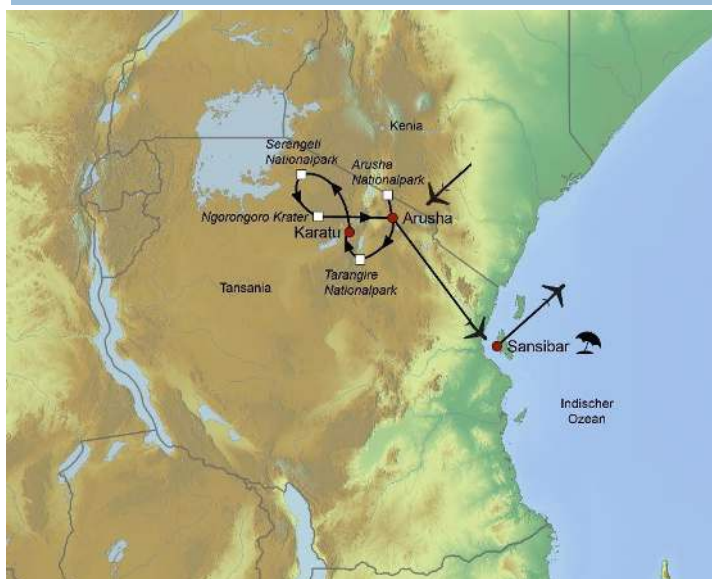 Kenia
Serengeti
Nationalpark
Arusha
Nationalpark
Ngorongoro Krater
Arusha
Karatu
Tarangire
Nationalpark
Tansania
Sansibar
Indischer
Ozean